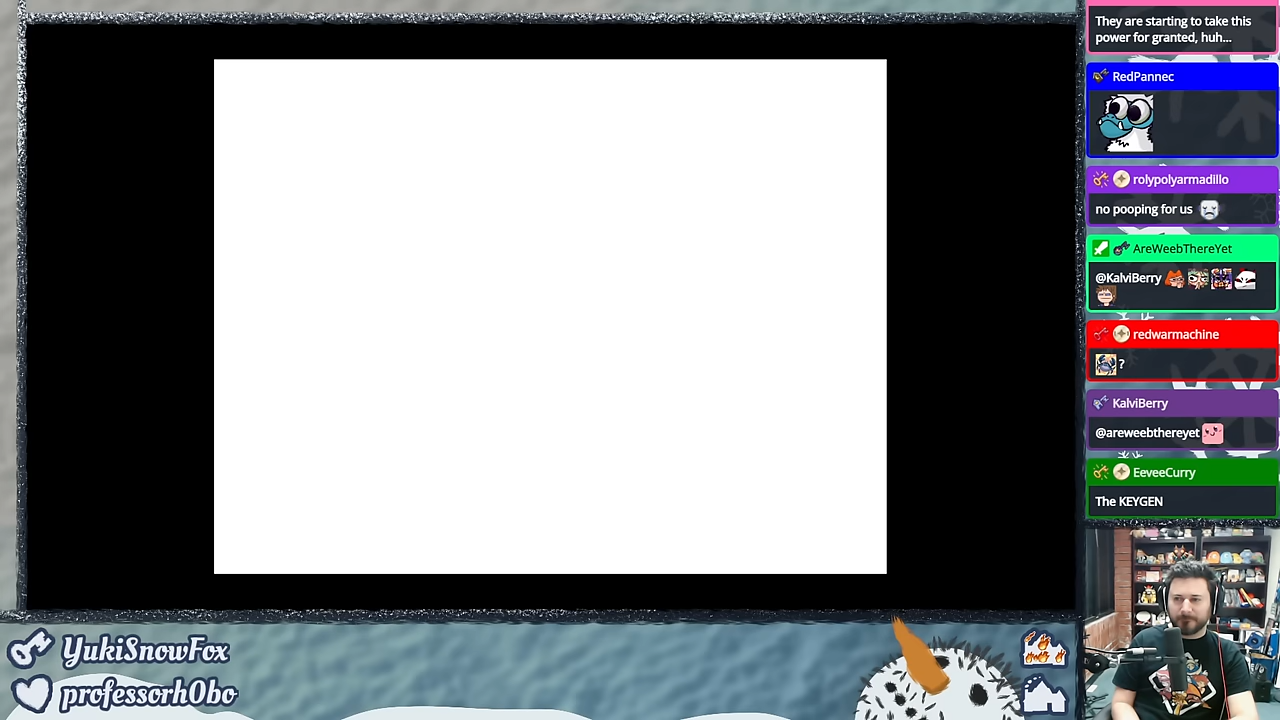 They are starting to take this
power for granted, huh...
RedPannec
rolypolyarmadillo
no pooping for us
AreWeebThereYet
@KalviBerry
redwarmachine
?
KalviBerry
@areweebthereyet
EeveeCurry
The KEYGEN
YukiSnowFox
professorh0bo